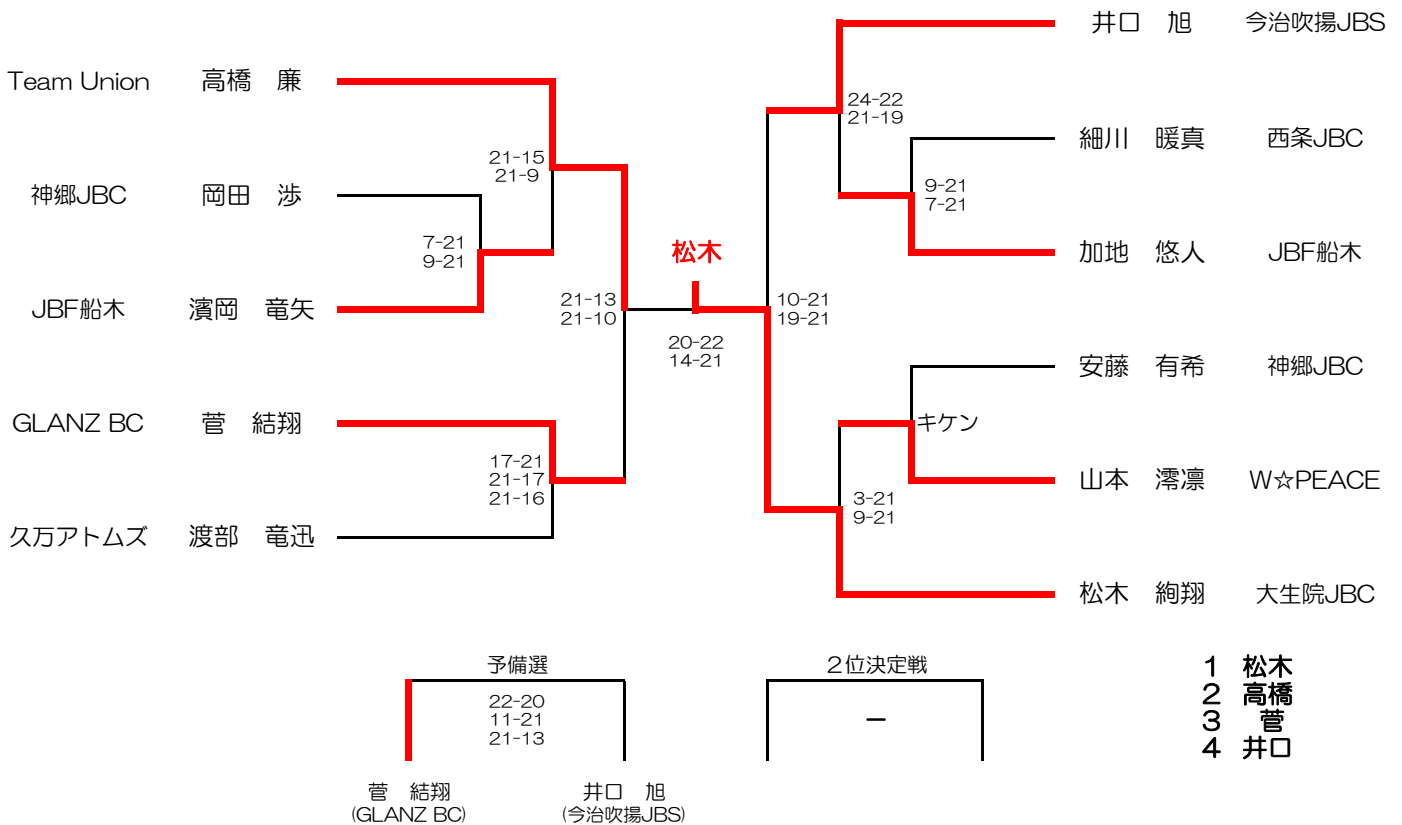 Team Union 高橋 廉
神郷JBC 岡田 渉
JBF船木 濱岡 竜矢
GLANZ BC 菅 結翔
久万アトムズ 渡部 竜迅
21-15
21-9
7-21
9-21
21-13
21-10
17-21
21-17
21-16
松木
20-22
14-21
井口 旭 今治吹揚JBS
細川 暖真 西条JBC
加地 悠人 JBF船木
安藤 有希 神郷JBC
山本 澪凛 W☆PEACE
松木 絢翔 大生院JBC
24-22
21-19
9-21
7-21
10-21
19-21
キケン
3-21
9-21
予備選
22-20
11-21
21-13
菅 結翔
(GLANZ BC)
井口 旭
(今治吹揚JBS)
2位決定戦
－
1 松木
2 高橋
3 菅
4 井口